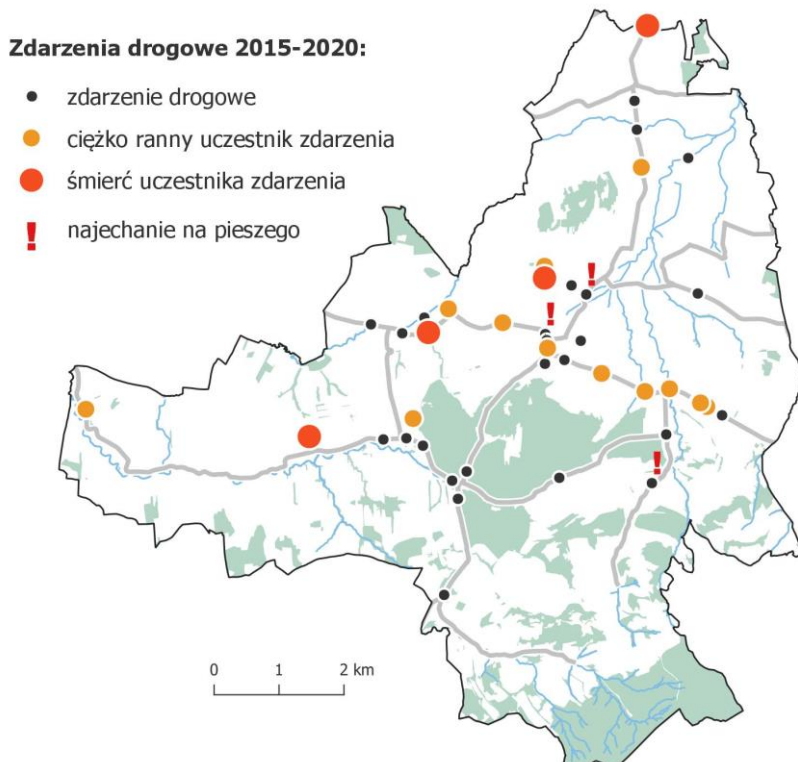 Zdarzenia drogowe 2015-2020:
zdarzenie drogowe
ciężko ranny uczestnik zdarzenia
śmierć uczestnika zdarzenia
! najechanie na pieszego
!
!
!
0 1 2 km